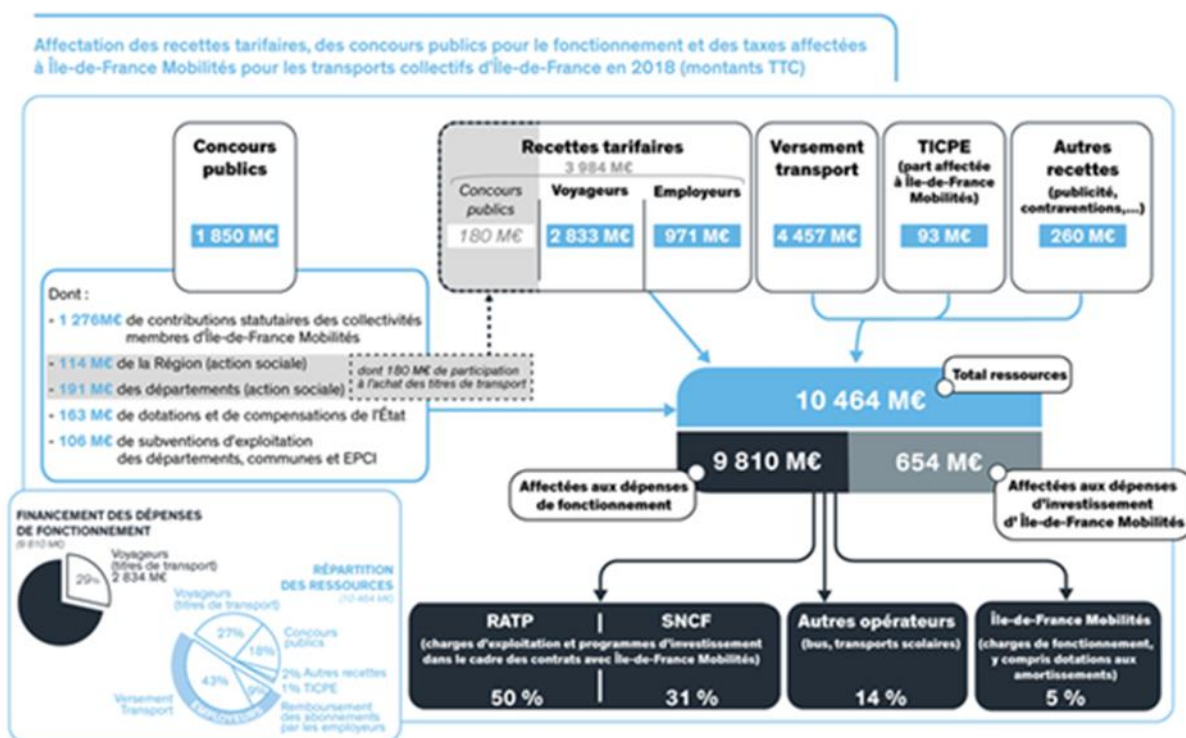 Affectation des recettes tarifaires, des concours publics pour le fonctionnement et des taxes affectées
à Île-de-France Mobilités pour les transports collectifs d'Île-de-France en 2018 (montants TTC)
Concours
publics
1 850 M€
Recettes tarifaires
3 984 M€
Concours
publics
180 M€
Voyageurs
2 833 M€
Employeurs
971 M€
Versement
transport
4 457 M€
TICPE
(part affectée
à Île-de-France
Mobilités)
93 M€
Autres
recettes
(publicité,
contraventions,...)
260 M€
Dont :
- 1 276M€ de contributions statutaires des collectivités
membres d'Île-de-France Mobilités
- 114 M€ de la Région (action sociale)
- 191 M€ des départements (action sociale)
- 163 M€ de dotations et de compensations de l'État
- 106 M€ de subventions d'exploitation
des départements, communes et EPCI
dont 180 M€ de participation
à l'achat des titres de transport
Total ressources
10 464 M€
9 810 M€
654 M€
Affectées aux dépenses
de fonctionnement
Affectées aux dépenses
d'investissement
d' Île-de-France Mobilités
FINANCEMENT DES DÉPENSES
DE FONCTIONNEMENT
(9 810 M€)
Voyageurs
(titres de transport)
2 834 M€
29%
RÉPARTITION
DES RESSOURCES
(10 464 M€)
Voyageurs
(titres de transport)
27%
Concours
publics
18%
2% Autres recettes
1% TICPE
43%
9%
EMPLOYEURS
Versement
Transport
Remboursement
des abonnements
par les employeurs
RATP
SNCF
(charges d'exploitation et programmes d'investissement
dans le cadre des contrats avec Île-de-France Mobilités)
50 %
31 %
Autres opérateurs
(bus, transports scolaires)
14 %
Île-de-France Mobilités
(charges de fonctionnement,
y compris dotations aux
amortissements)
5 %